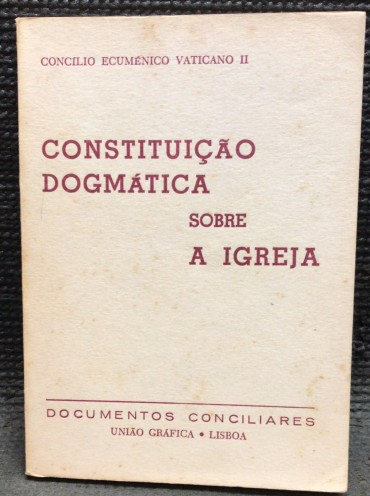 CONCILIO ECUMÉNICO VATICANO II
CONSTITUIÇÃO
DOGMÁTICA
SOBRE
A IGREJA
DOCUMENTOS CONCILIARES
UNIÃO GRÁFICA • LISBOA